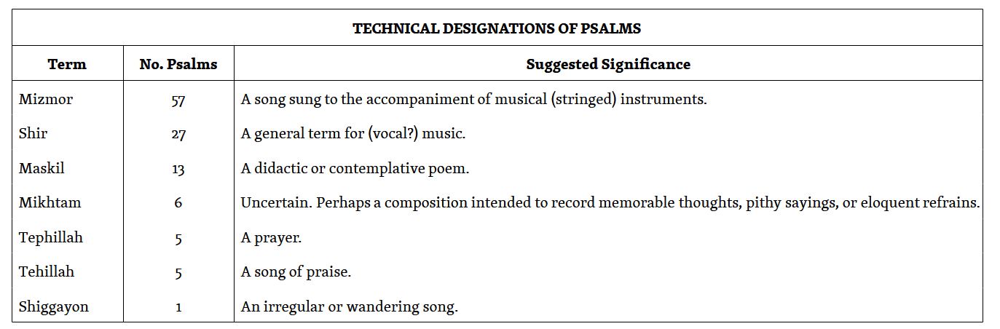 TECHNICAL DESIGNATIONS OF PSALMS
Term No. Psalms Suggested Significance
Mizmor 57 A song sung to the accompaniment of musical (stringed) instruments.
Shir 27 A general term for (vocal?) music.
Maskil 13 A didactic or contemplative poem.
Mikhtam 6 Uncertain. Perhaps a composition intended to record memorable thoughts, pithy sayings, or eloquent refrains.
Tephillah 5 A prayer.
Tehillah 5 A song of praise.
Shiggayon 1 An irregular or wandering song.